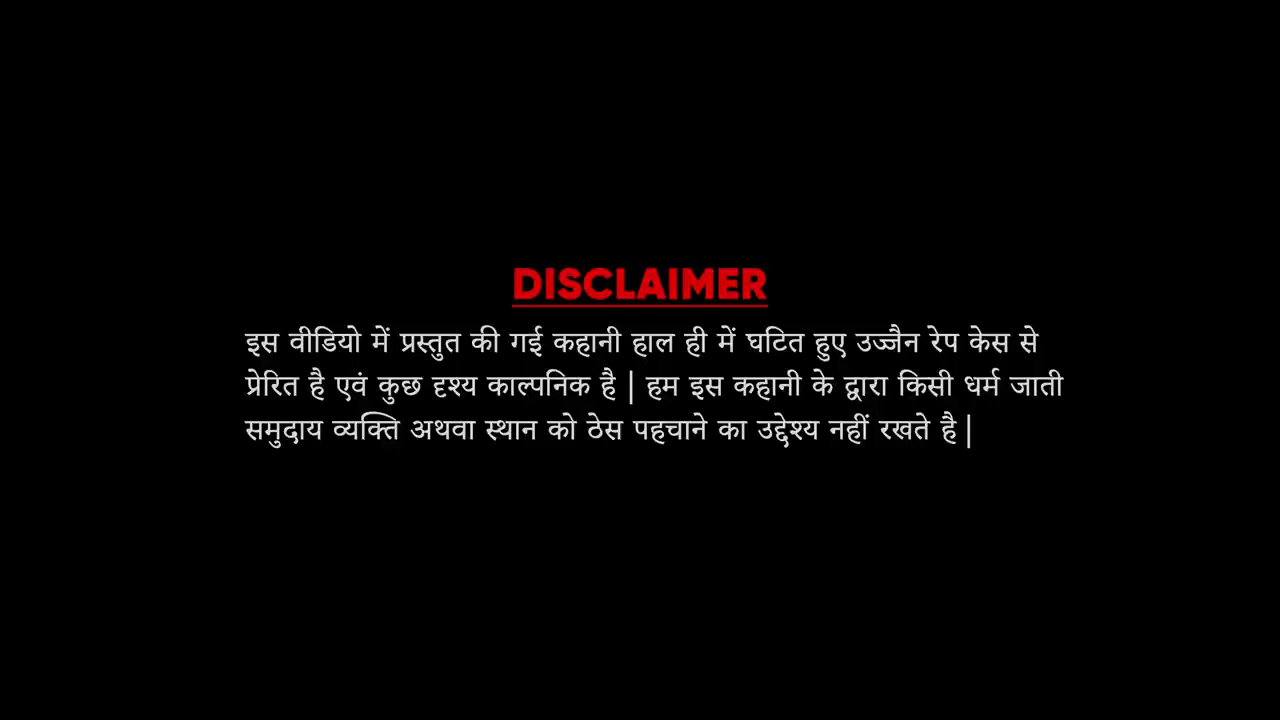 DISCLAIMER
इस वीडियो में प्रस्तुत की गई कहानी हाल ही में घटित हुए उज्जैन रेप केस से
प्रेरित है एवं कुछ दृश्य काल्पनिक है | हम इस कहानी के द्वारा किसी धर्म जाती
समुदाय व्यक्ति अथवा स्थान को ठेस पहचाने का उद्देश्य नहीं रखते है |